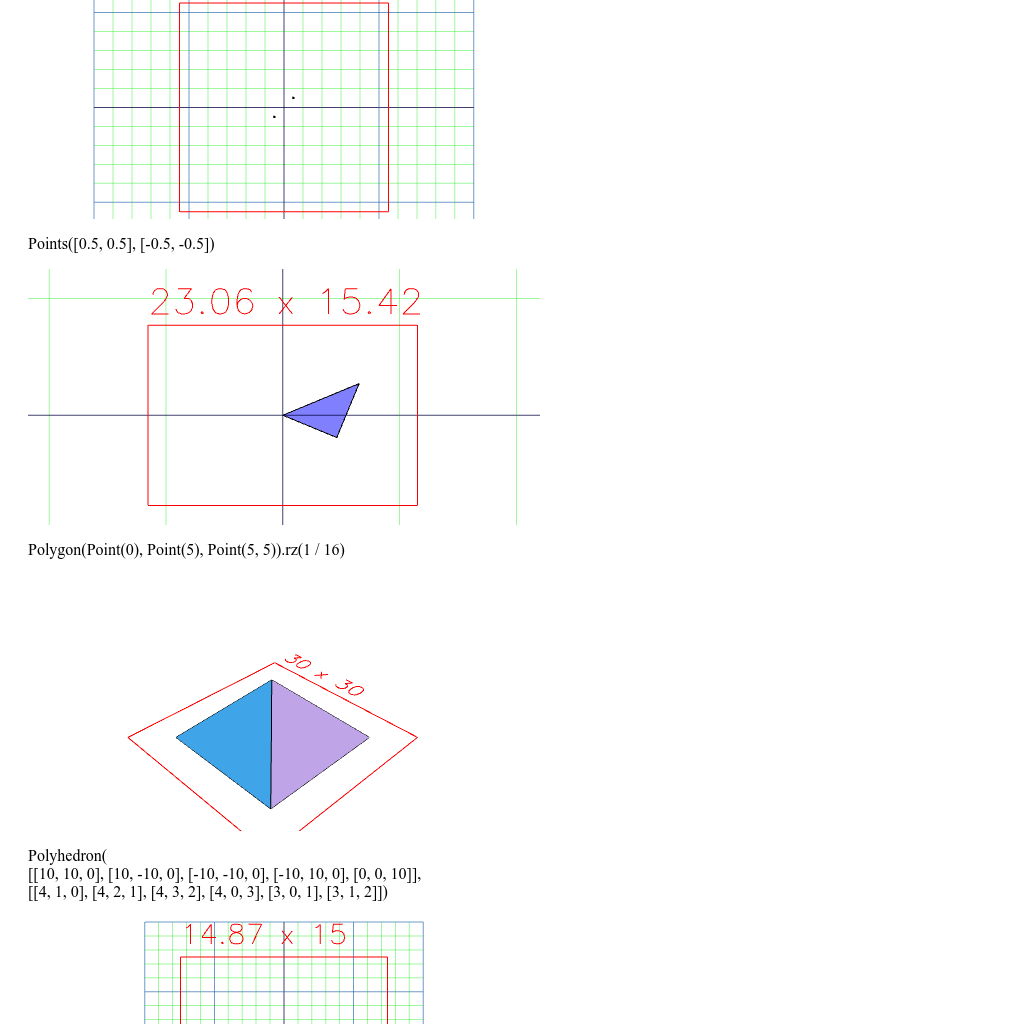 Points([0.5, 0.5], [-0.5, -0.5])
23.06 x 15.42
Polygon(Point(0), Point(5), Point(5, 5)).rz(1 / 16)
30 x 30
Polyhedron(
[[10, 10, 0], [10, -10, 0], [-10, -10, 0], [-10, 10, 0], [0, 0, 10]],
[[4, 1, 0], [4, 2, 1], [4, 3, 2], [4, 0, 3], [3, 0, 1], [3, 1, 2]])
14.87 x 15